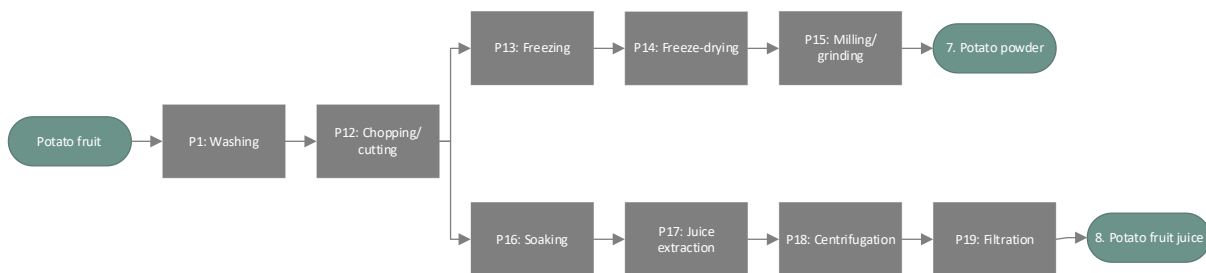 P13: Freezing
P14: Freeze-drying
P15: Milling/
grinding
7. Potato powder
Potato fruit
P1: Washing
P12: Chopping/
cutting
P16: Soaking
P17: Juice
extraction
P18: Centrifugation
P19: Filtration
8. Potato fruit juice